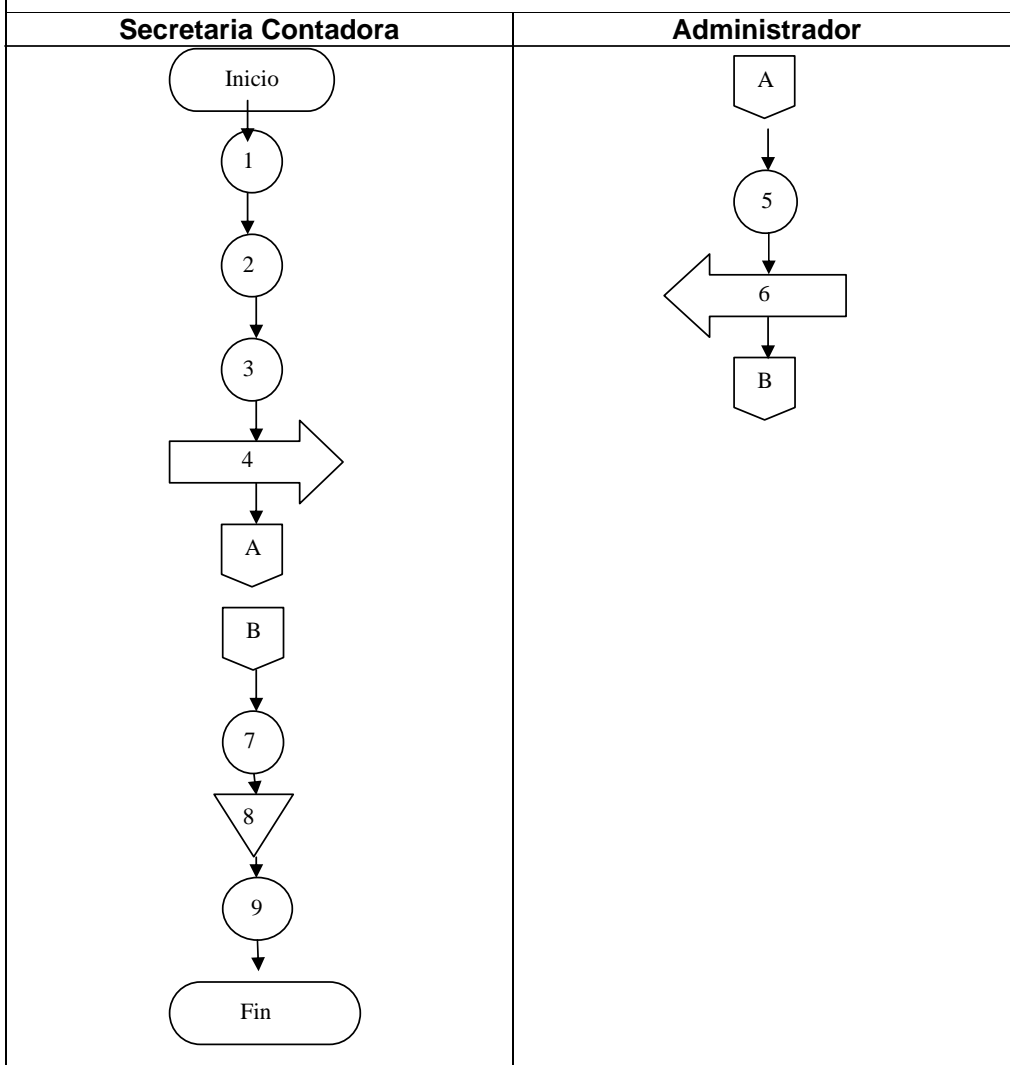 Secretaria Contadora
Administrador
Inicio
1
2
3
4
A
B
7
8
9
Fin
A
5
6
B